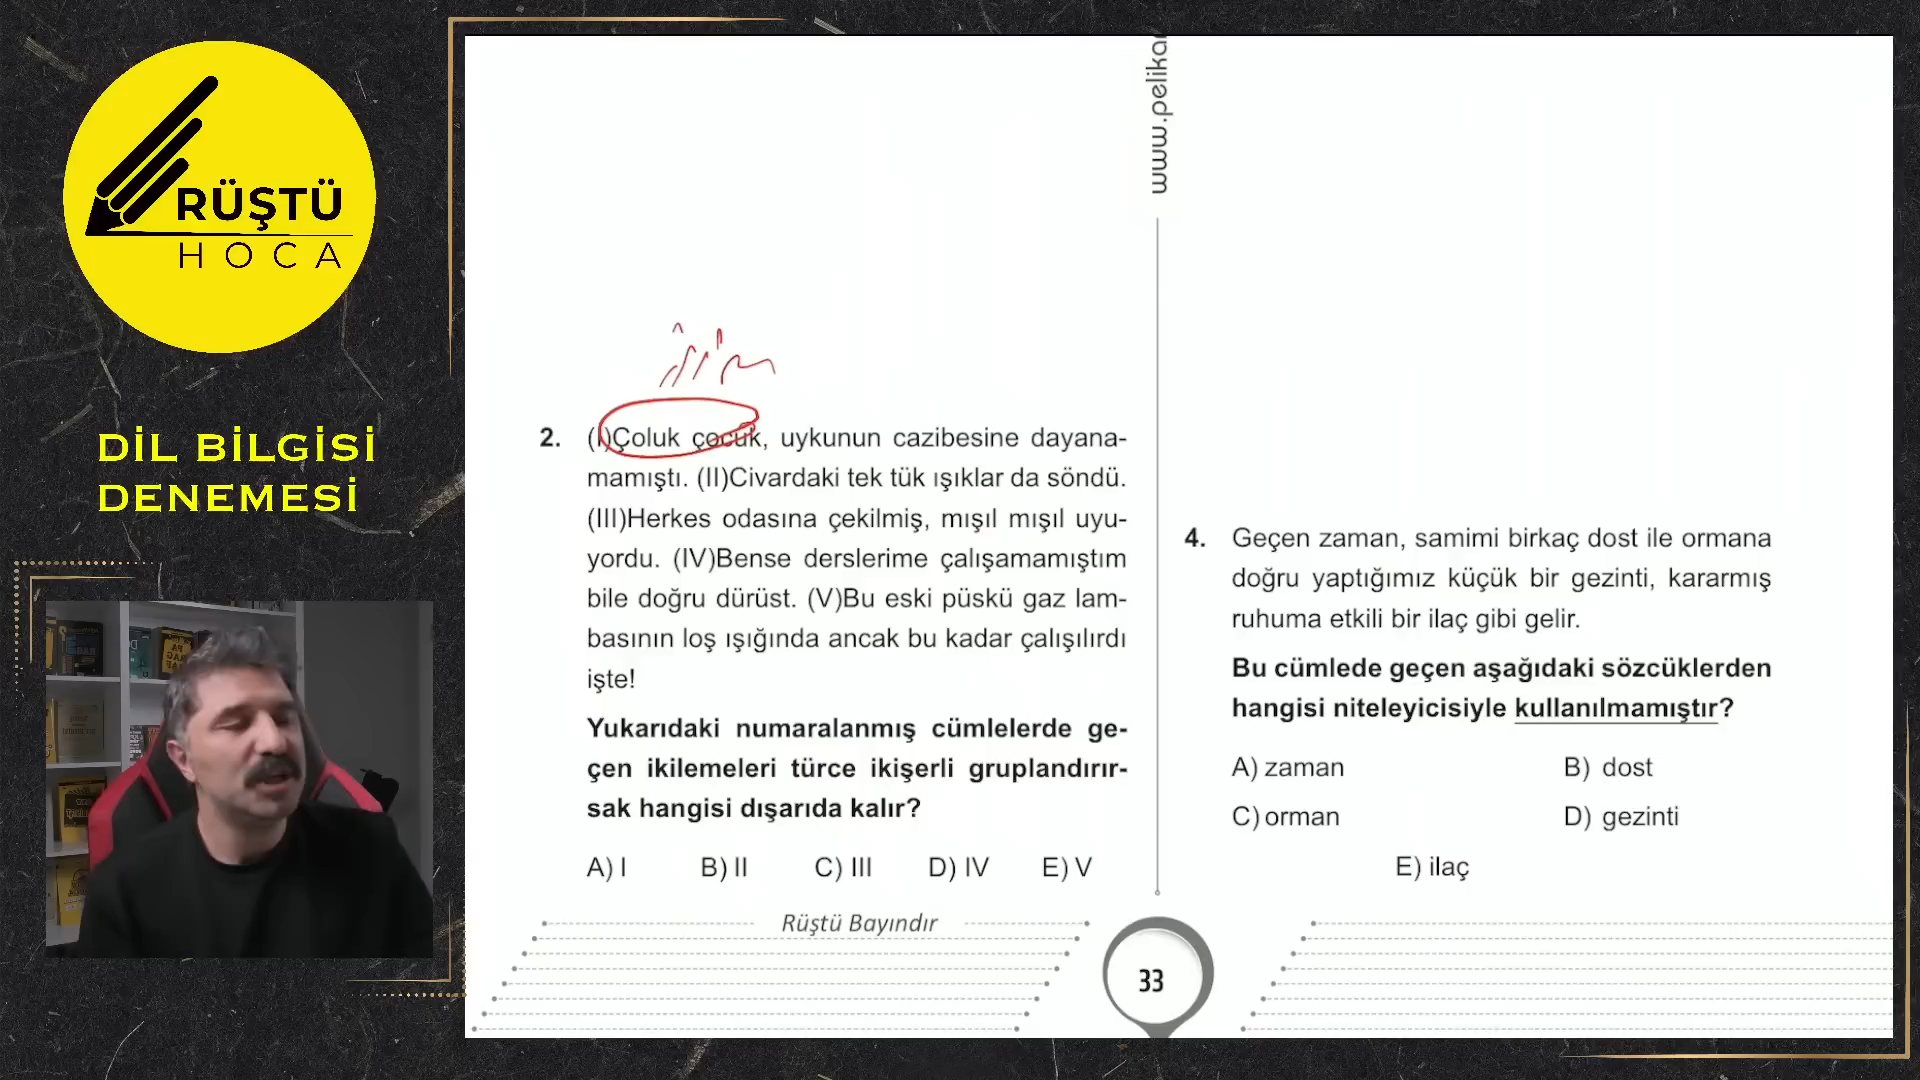 RÜŞTÜ
HOCA
DİL BİLGİSİ
DENEMESİ
www.pelika
isim
2. (I)Çoluk çocuk, uykunun cazibesine dayana-
mamıştı. (II)Civardaki tek tük ışıklar da söndü.
(III)Herkes odasına çekilmiş, mışıl mışıl uyu-
yordu. (IV)Bense derslerime çalışamamıştım
bile doğru dürüst. (V)Bu eski püskü gaz lam-
basının loş ışığında ancak bu kadar çalışılırdı
işte!
Yukarıdaki numaralanmış cümlelerde ge-
çen ikilemeleri türce ikişerli gruplandırır-
sak hangisi dışarıda kalır?
A) I B) II C) III D) IV E) V
4. Geçen zaman, samimi birkaç dost ile ormana
doğru yaptığımız küçük bir gezinti, kararmış
ruhuma etkili bir ilaç gibi gelir.
Bu cümlede geçen aşağıdaki sözcüklerden
hangisi niteleyicisiyle kullanılmamıştır?
A) zaman B) dost
C) orman D) gezinti
E) ilaç
Rüştü Bayındır
33